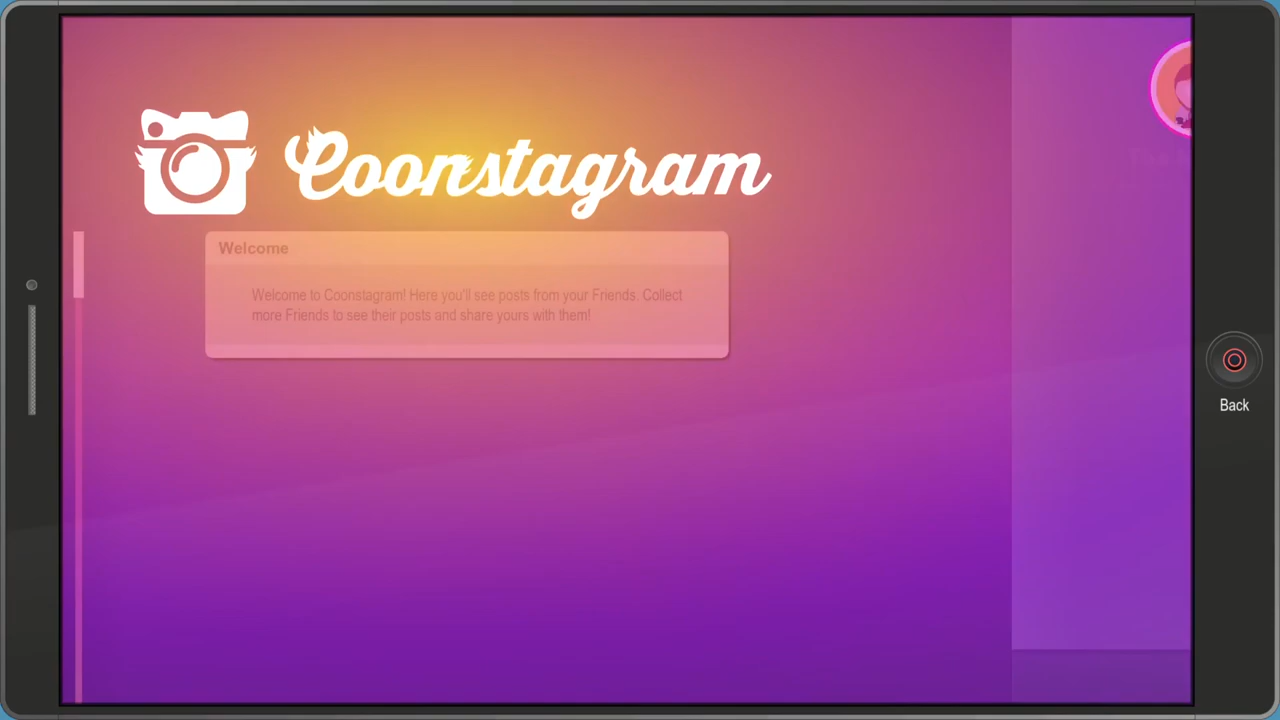 Coonstagram
Welcome
Welcome to Coonstagram! Here you'll see posts from your Friends. Collect
more Friends to see their posts and share yours with them!
Back